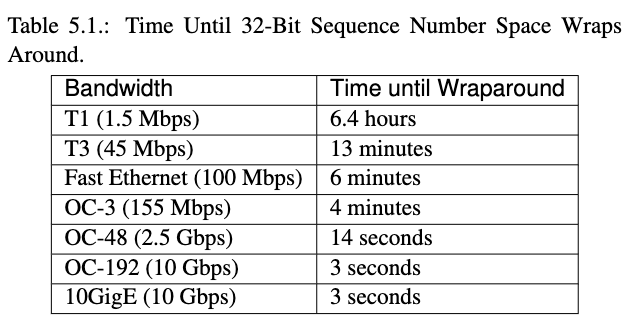 Table 5.1.: Time Until 32-Bit Sequence Number Space Wraps
Around.
Bandwidth Time until Wraparound
T1 (1.5 Mbps) 6.4 hours
T3 (45 Mbps) 13 minutes
Fast Ethernet (100 Mbps) 6 minutes
OC-3 (155 Mbps) 4 minutes
OC-48 (2.5 Gbps) 14 seconds
OC-192 (10 Gbps) 3 seconds
10GigE (10 Gbps) 3 seconds